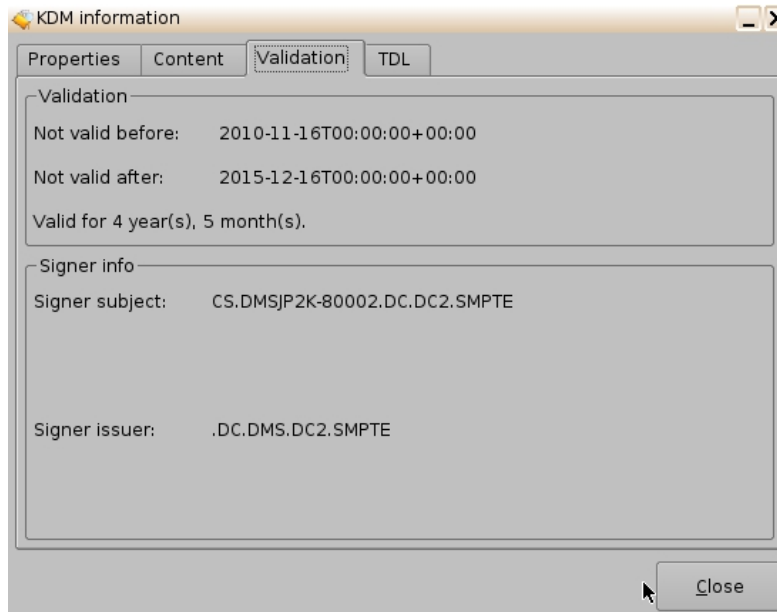 KDM information
Properties Content Validation TDL
Validation
Not valid before: 2010-11-16T00:00:00+00:00
Not valid after: 2015-12-16T00:00:00+00:00
Valid for 4 year(s), 5 month(s).
Signer info
Signer subject: CS.DMSJP2K-80002.DC.DC2.SMPTE
Signer issuer: .DC.DMS.DC2.SMPTE
Close